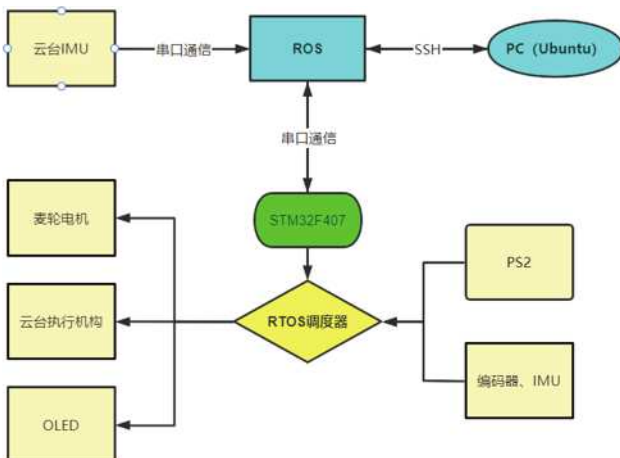 云台IMU
串口通信
ROS
SSH
PC（Ubuntu）
串口通信
STM32F407
麦轮电机
PS2
云台执行机构
RTOS调度器
编码器、IMU
OLED